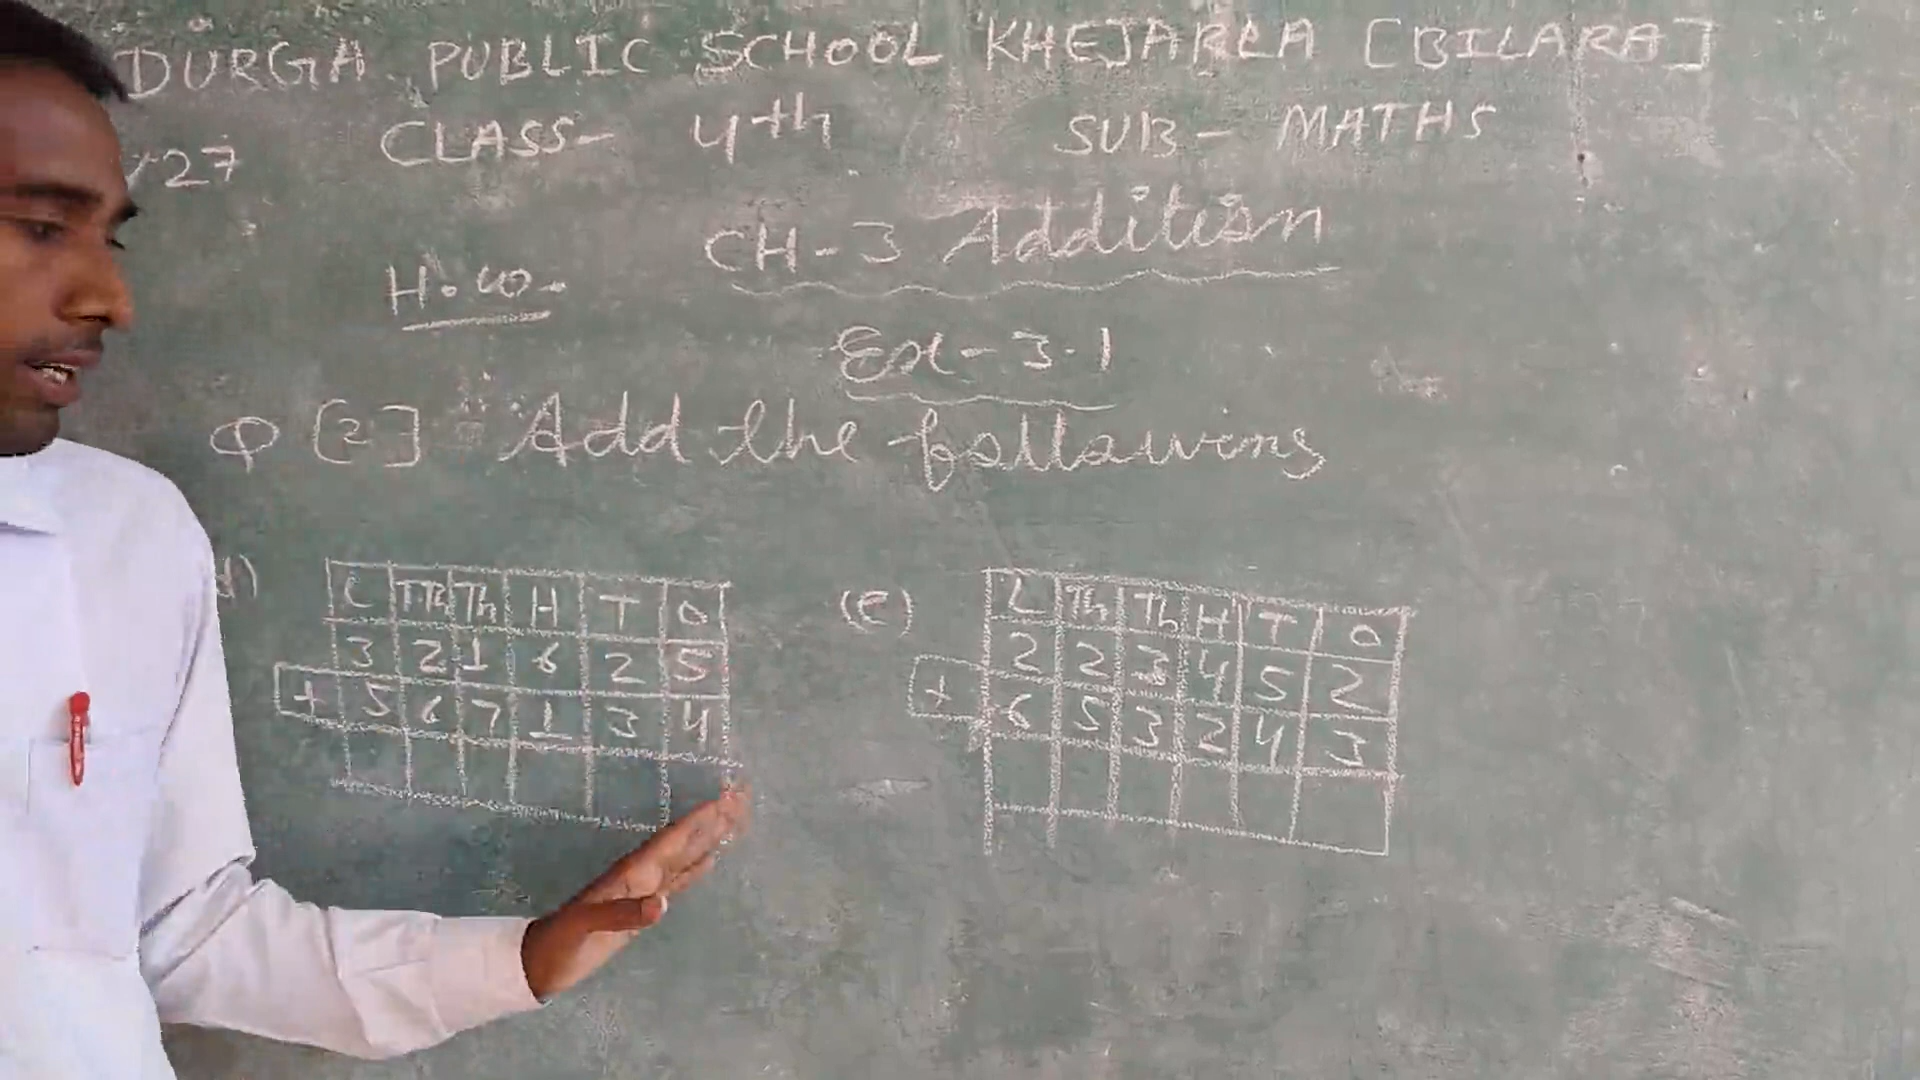 DURGA PUBLIC SCHOOL KHEJARLA [BILARA]
27 CLASS- 4th SUB- MATHS
CH-3 Addition
H.w.
Ex-3.1
Q [2] Add the following
d) L TTh Th H T O
3 2 1 6 2 5
+ 5 6 7 1 3 4
(e) L Th Th H T O
2 2 3 4 5 2
+ 6 5 3 2 4 3